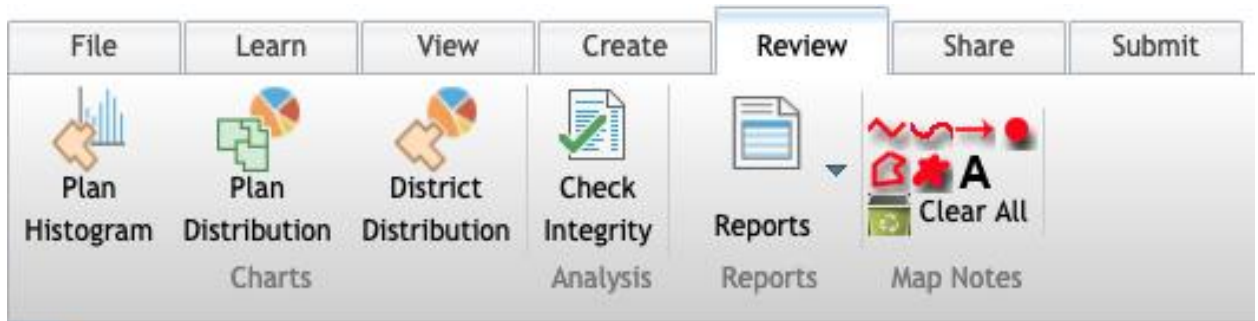 File Learn View Create Review Share Submit
Plan Histogram
Plan Distribution
District Distribution
Check Integrity
Reports
A
Clear All
Charts Analysis Reports Map Notes